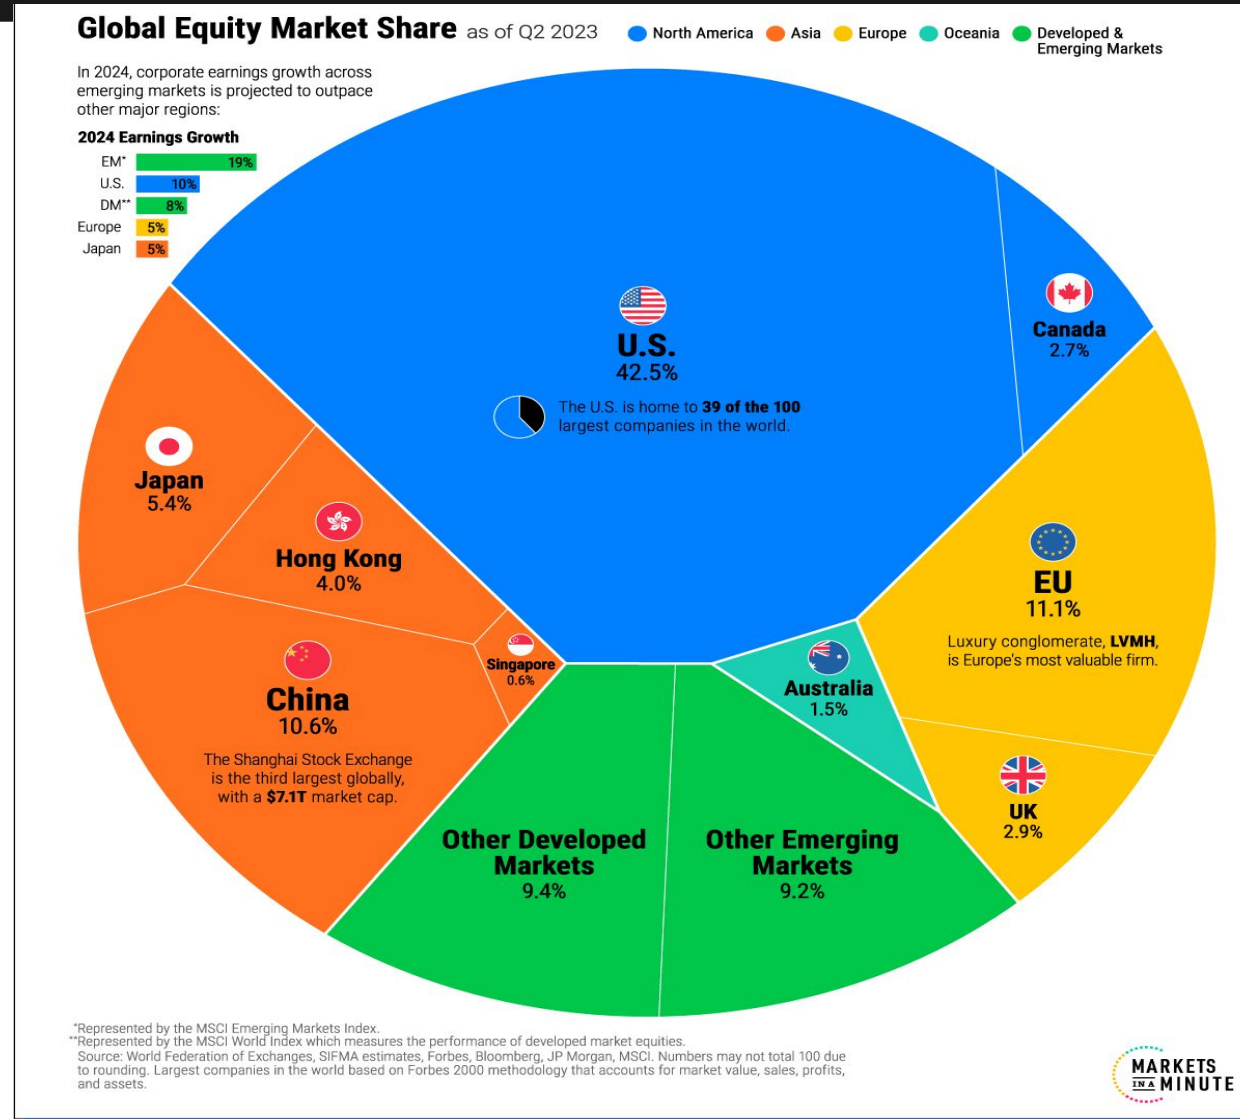 Global Equity Market Share as of Q2 2023
North America
Asia
Europe
Oceania
Developed &
Emerging Markets
In 2024, corporate earnings growth across
emerging markets is projected to outpace
other major regions:
2024 Earnings Growth
EM* 19%
U.S. 10%
DM** 8%
Europe 5%
Japan 5%
U.S.
42.5%
The U.S. is home to 39 of the 100
largest companies in the world.
Canada
2.7%
Japan
5.4%
Hong Kong
4.0%
Singapore
0.6%
China
10.6%
The Shanghai Stock Exchange
is the third largest globally,
with a $7.1T market cap.
EU
11.1%
Luxury conglomerate, LVMH,
is Europe's most valuable firm.
Australia
1.5%
UK
2.9%
Other Developed
Markets
9.4%
Other Emerging
Markets
9.2%
*Represented by the MSCI Emerging Markets Index.
**Represented by the MSCI World Index which measures the performance of developed market equities.
Source: World Federation of Exchanges, SIFMA estimates, Forbes, Bloomberg, JP Morgan, MSCI. Numbers may not total 100 due
to rounding. Largest companies in the world based on Forbes 2000 methodology that accounts for market value, sales, profits,
and assets.
MARKETS
IN A MINUTE